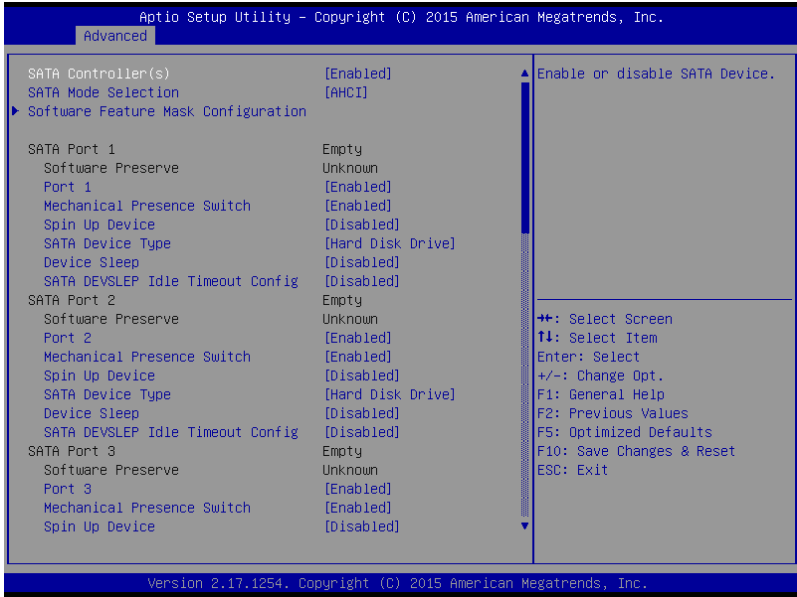 Aptio Setup Utility – Copyright (C) 2015 American Megatrends, Inc.
Advanced
SATA Controller(s) [Enabled]
SATA Mode Selection [AHCI]
Software Feature Mask Configuration
SATA Port 1 Empty
Software Preserve Unknown
Port 1 [Enabled]
Mechanical Presence Switch [Enabled]
Spin Up Device [Disabled]
SATA Device Type [Hard Disk Drive]
Device Sleep [Disabled]
SATA DEVSLEP Idle Timeout Config [Disabled]
SATA Port 2 Empty
Software Preserve Unknown
Port 2 [Enabled]
Mechanical Presence Switch [Enabled]
Spin Up Device [Disabled]
SATA Device Type [Hard Disk Drive]
Device Sleep [Disabled]
SATA DEVSLEP Idle Timeout Config [Disabled]
SATA Port 3 Empty
Software Preserve Unknown
Port 3 [Enabled]
Mechanical Presence Switch [Enabled]
Spin Up Device [Disabled]
Enable or disable SATA Device.
→←: Select Screen
↑↓: Select Item
Enter: Select
+/-: Change Opt.
F1: General Help
F2: Previous Values
F5: Optimized Defaults
F10: Save Changes & Reset
ESC: Exit
Version 2.17.1254. Copyright (C) 2015 American Megatrends, Inc.